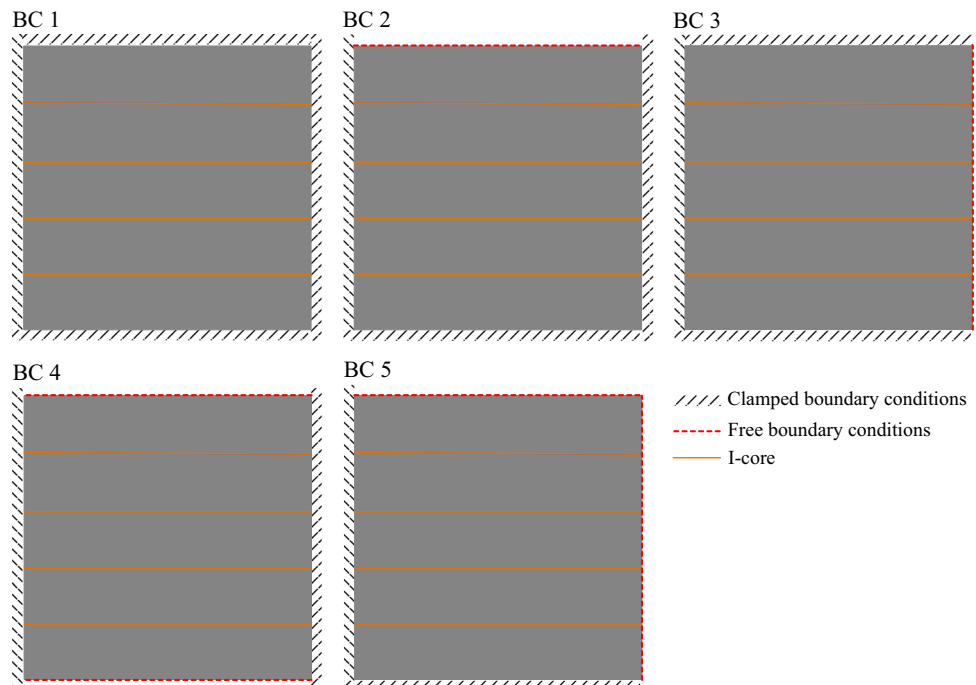 BC 1
BC 2
BC 3
BC 4
BC 5
Clamped boundary conditions
Free boundary conditions
I-core